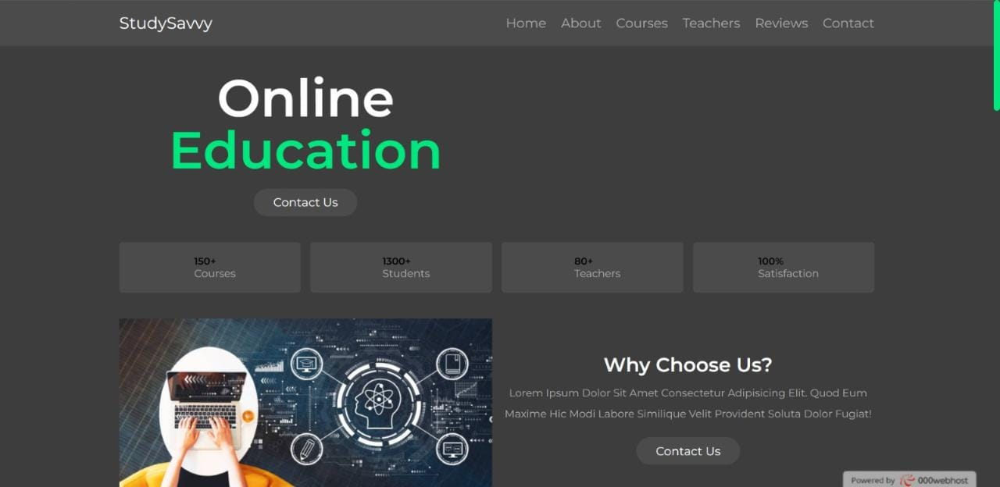 StudySavvy
Home About Courses Teachers Reviews Contact
Online
Education
Contact Us
150+
Courses
1300+
Students
80+
Teachers
100%
Satisfaction
Why Choose Us?
Lorem Ipsum Dolor Sit Amet Consectetur Adipisicing Elit. Quod Eum
Maxime Hic Modi Labore Similique Velit Provident Soluta Dolor Fugiat!
Contact Us
Powered by 000webhost